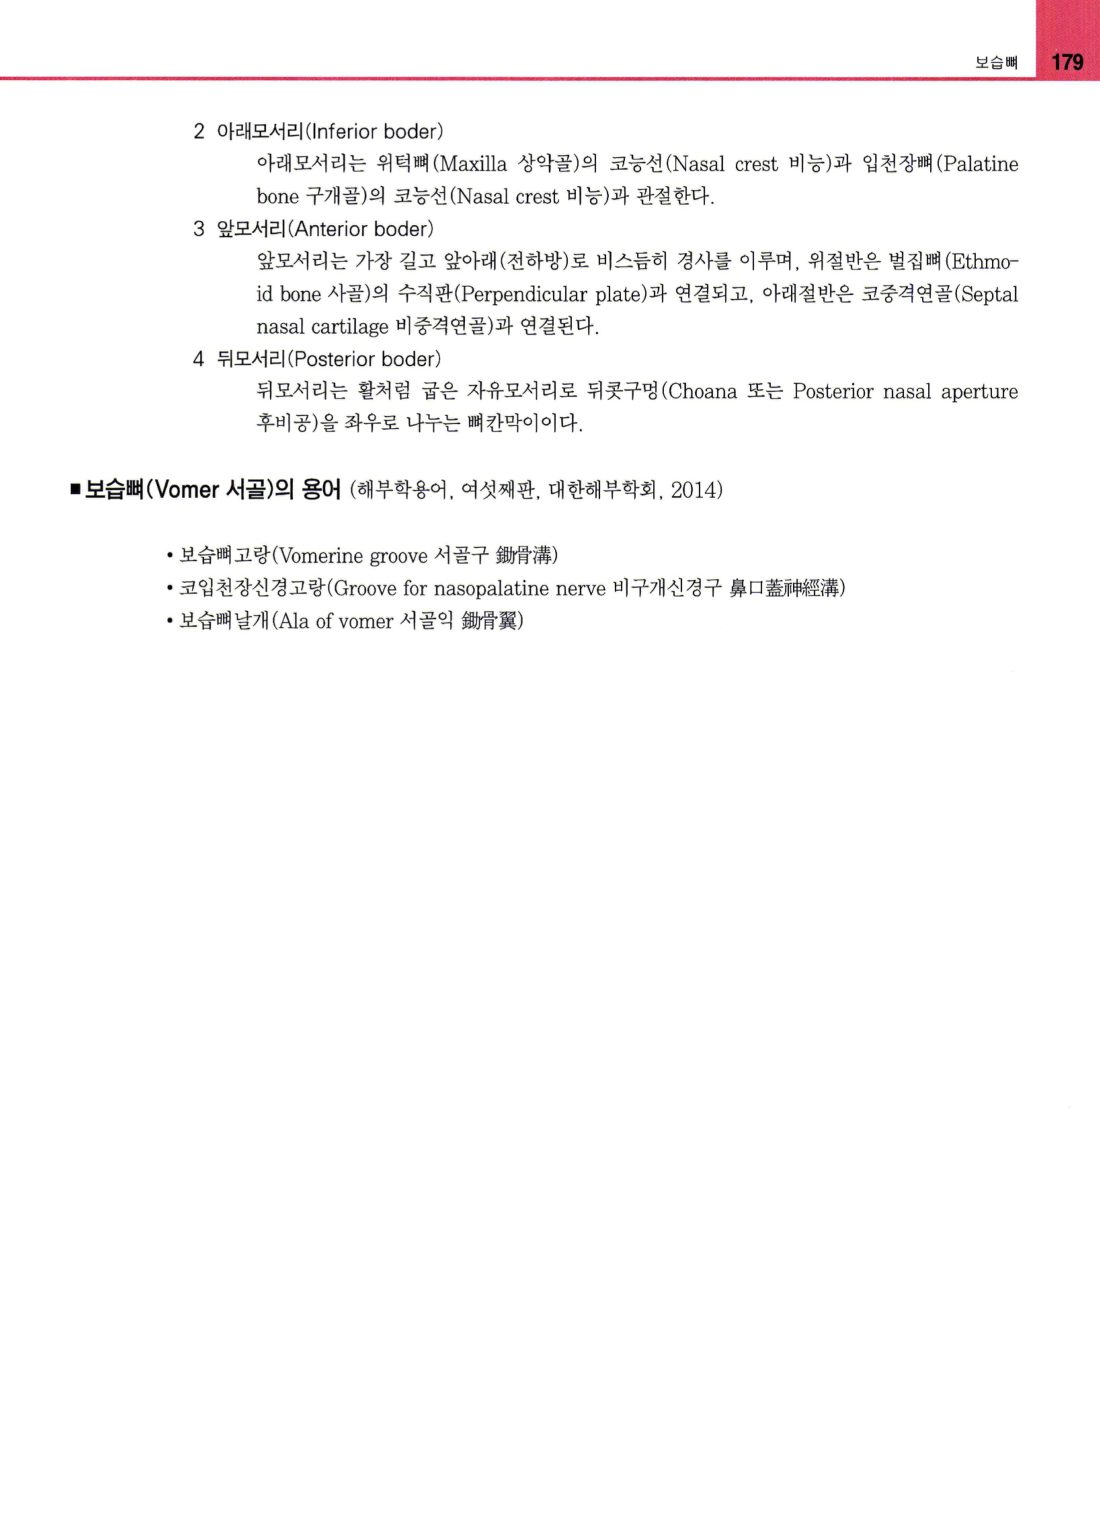 보습뼈 179
2 아래모서리(Inferior boder)
아래모서리는 위턱뼈(Maxilla 상악골)의 코능선(Nasal crest 비능)과 입천장뼈(Palatine
bone 구개골)의 코능선(Nasal crest 비능)과 관절한다.
3 앞모서리(Anterior boder)
앞모서리는 가장 길고 앞아래(전하방)로 비스듬히 경사를 이루며, 위절반은 벌집뼈(Ethmo-
id bone 사골)의 수직판(Perpendicular plate)과 연결되고, 아래절반은 코중격연골(Septal
nasal cartilage 비중격연골)과 연결된다.
4 뒤모서리(Posterior boder)
뒤모서리는 활처럼 굽은 자유모서리로 뒤콧구멍(Choana 또는 Posterior nasal aperture
후비공)을 좌우로 나누는 뼈칸막이이다.
■ 보습뼈(Vomer 서골)의 용어 (해부학용어, 여섯째판, 대한해부학회, 2014)
• 보습뼈고랑(Vomerine groove 서골구 鋤骨溝)
• 코입천장신경고랑(Groove for nasopalatine nerve 비구개신경구 鼻口蓋神經溝)
• 보습뼈날개(Ala of vomer 서골익 鋤骨翼)